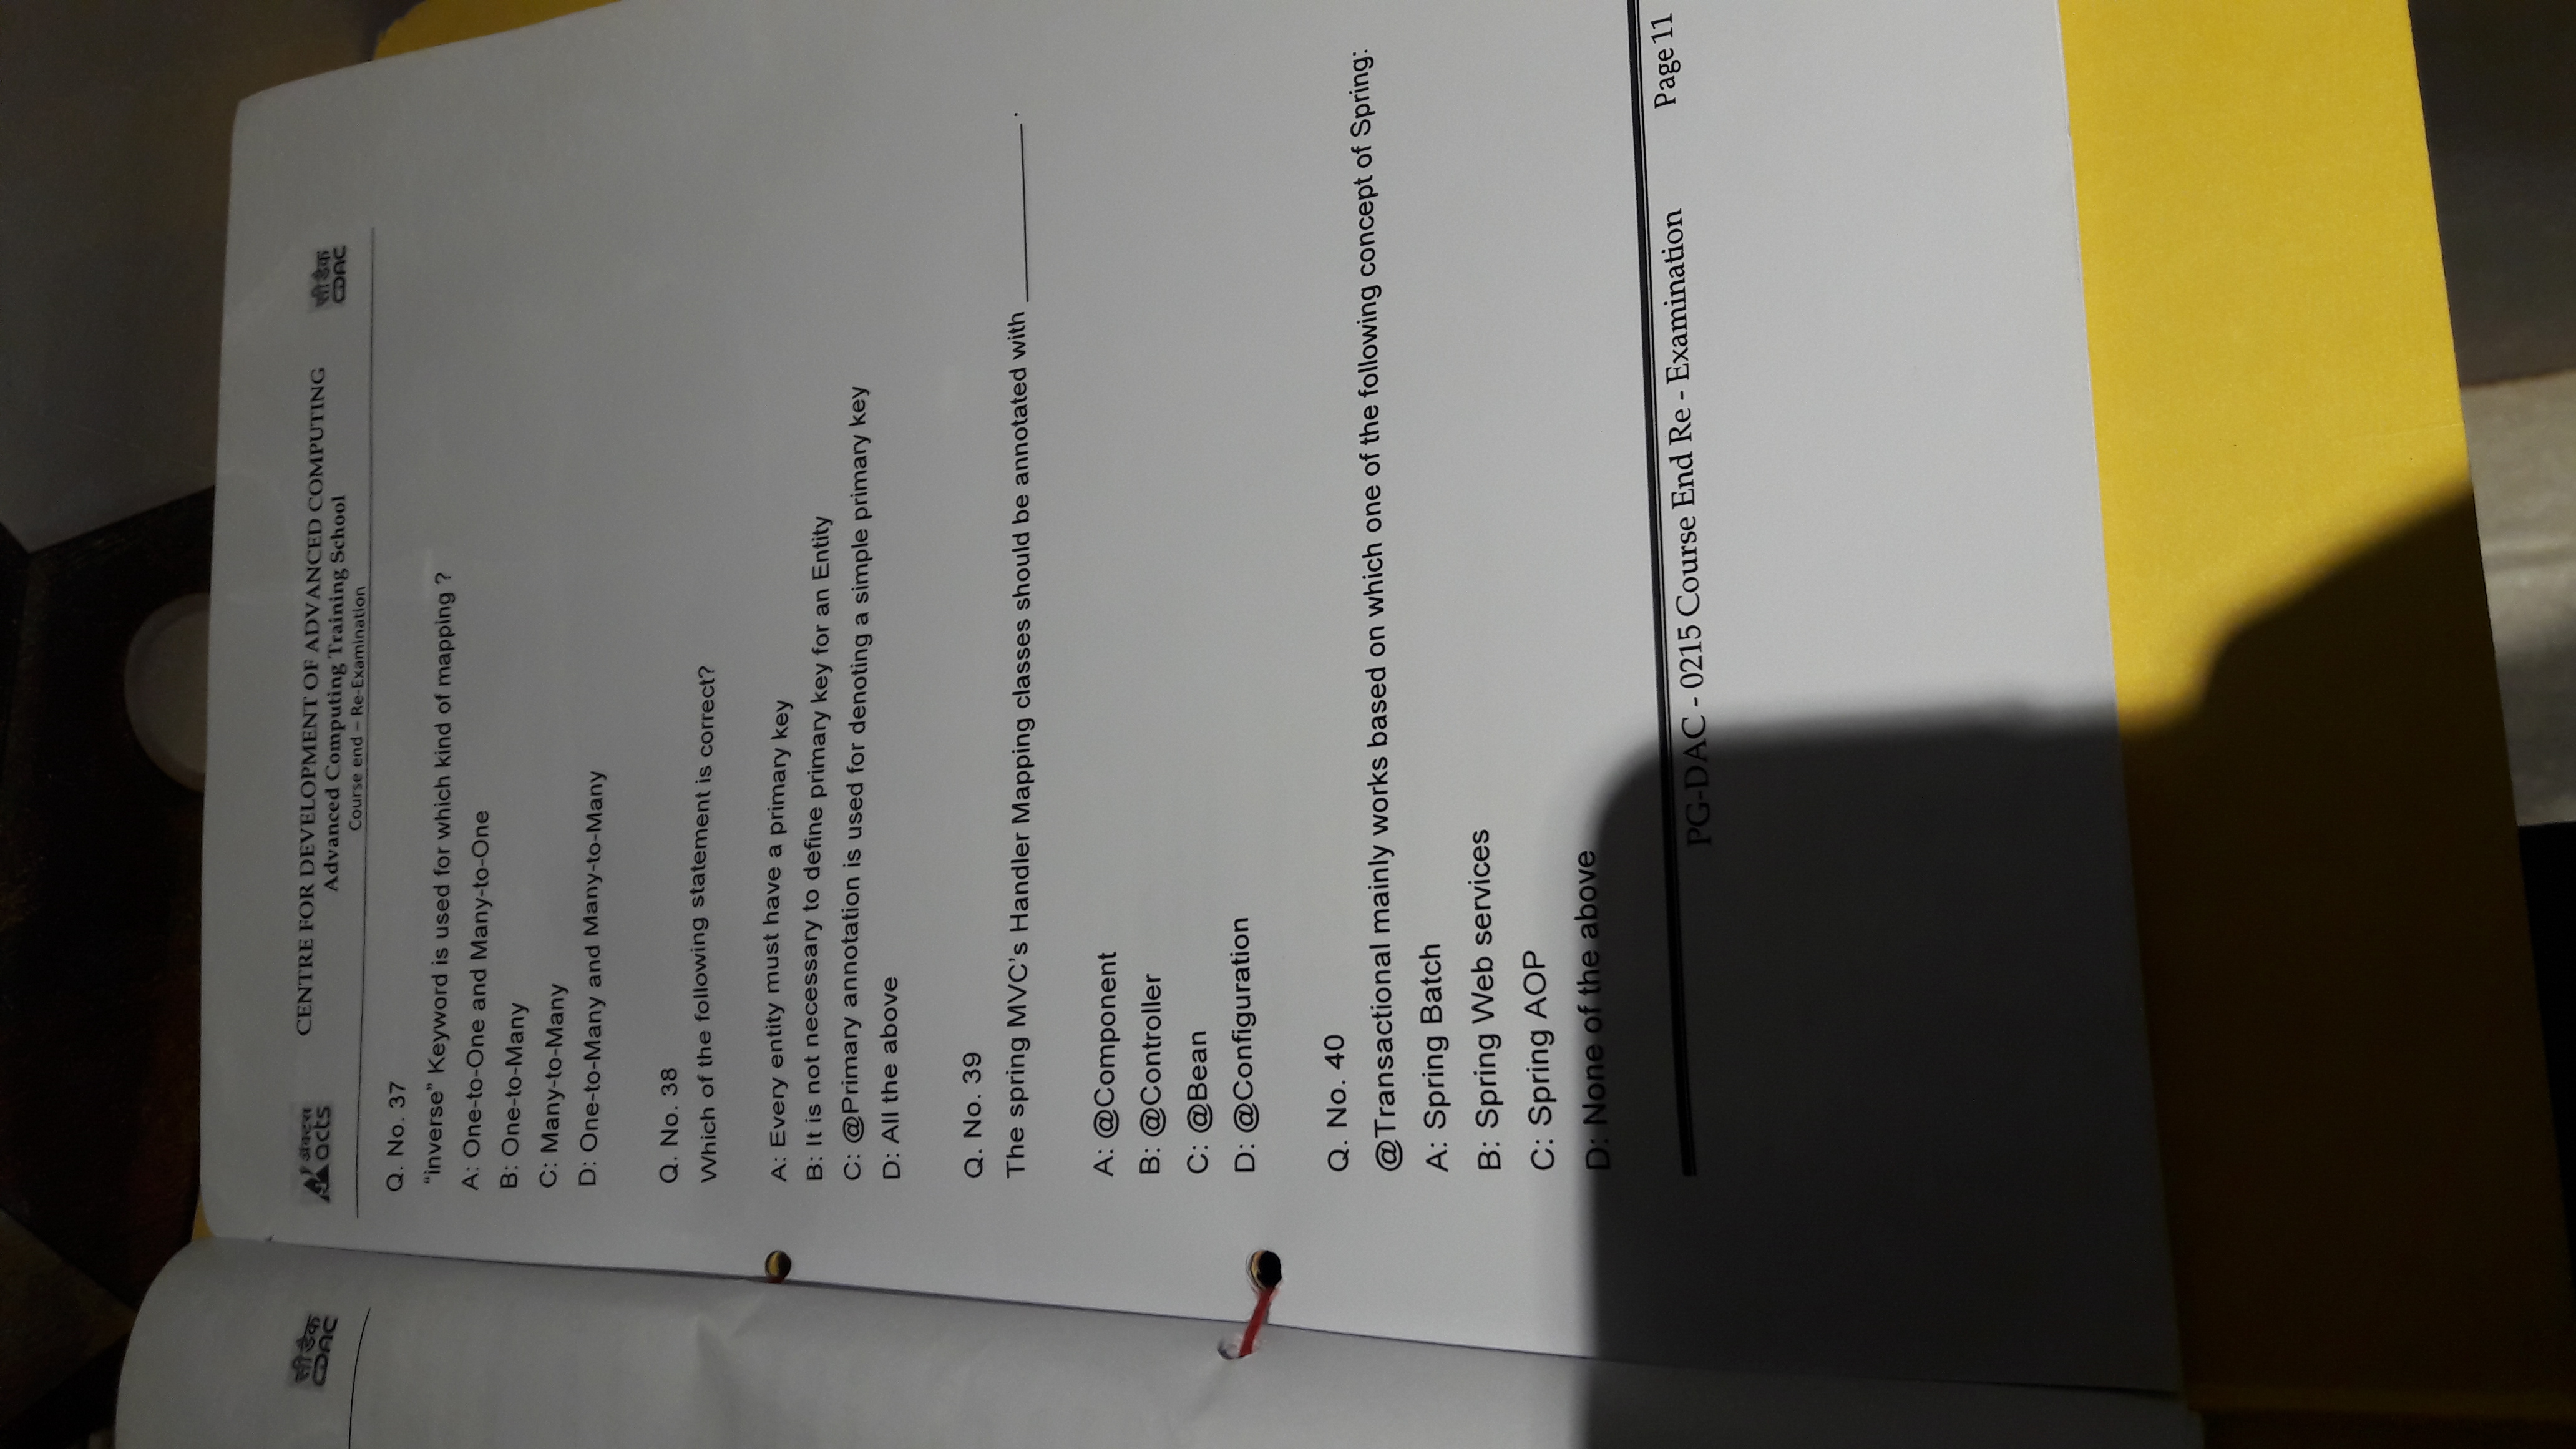 सी डैक
CDAC
ॲक्टस
acts
CENTRE FOR DEVELOPMENT OF ADVANCED COMPUTING
Advanced Computing Training School
Course end – Re-Examination
सी डैक
CDAC
Q. No. 37
“inverse” Keyword is used for which kind of mapping ?
A: One-to-One and Many-to-One
B: One-to-Many
C: Many-to-Many
D: One-to-Many and Many-to-Many
Q. No. 38
Which of the following statement is correct?
A: Every entity must have a primary key
B: It is not necessary to define primary key for an Entity
C: @Primary annotation is used for denoting a simple primary key
D: All the above
Q. No. 39
The spring MVC’s Handler Mapping classes should be annotated with ____________ .
A: @Component
B: @Controller
C: @Bean
D: @Configuration
Q. No. 40
@Transactional mainly works based on which one of the following concept of Spring:
A: Spring Batch
B: Spring Web services
C: Spring AOP
D: None of the above
PG-DAC - 0215 Course End Re - Examination Page 11